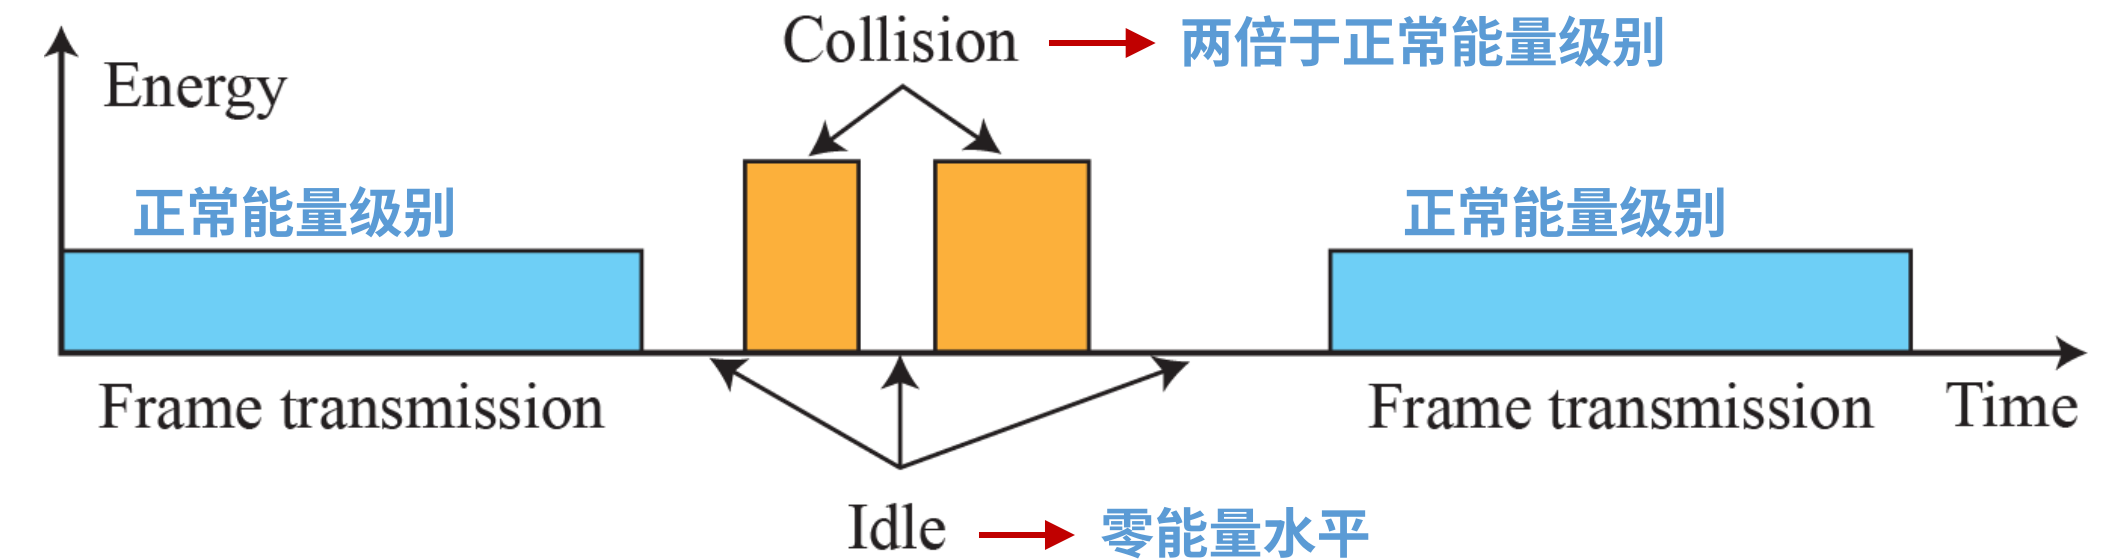 Collision 两倍于正常能量级别
Energy
正常能量级别
正常能量级别
Frame transmission
Frame transmission
Time
Idle 零能量水平